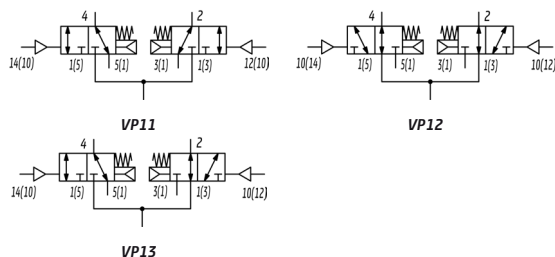 4 2
14(10) 1(5) 5(1) 3(1) 1(3) 12(10)
VP11
4 2
10(14) 1(5) 5(1) 3(1) 1(3) 10(12)
VP12
4 2
14(10) 1(5) 5(1) 3(1) 1(3) 10(12)
VP13